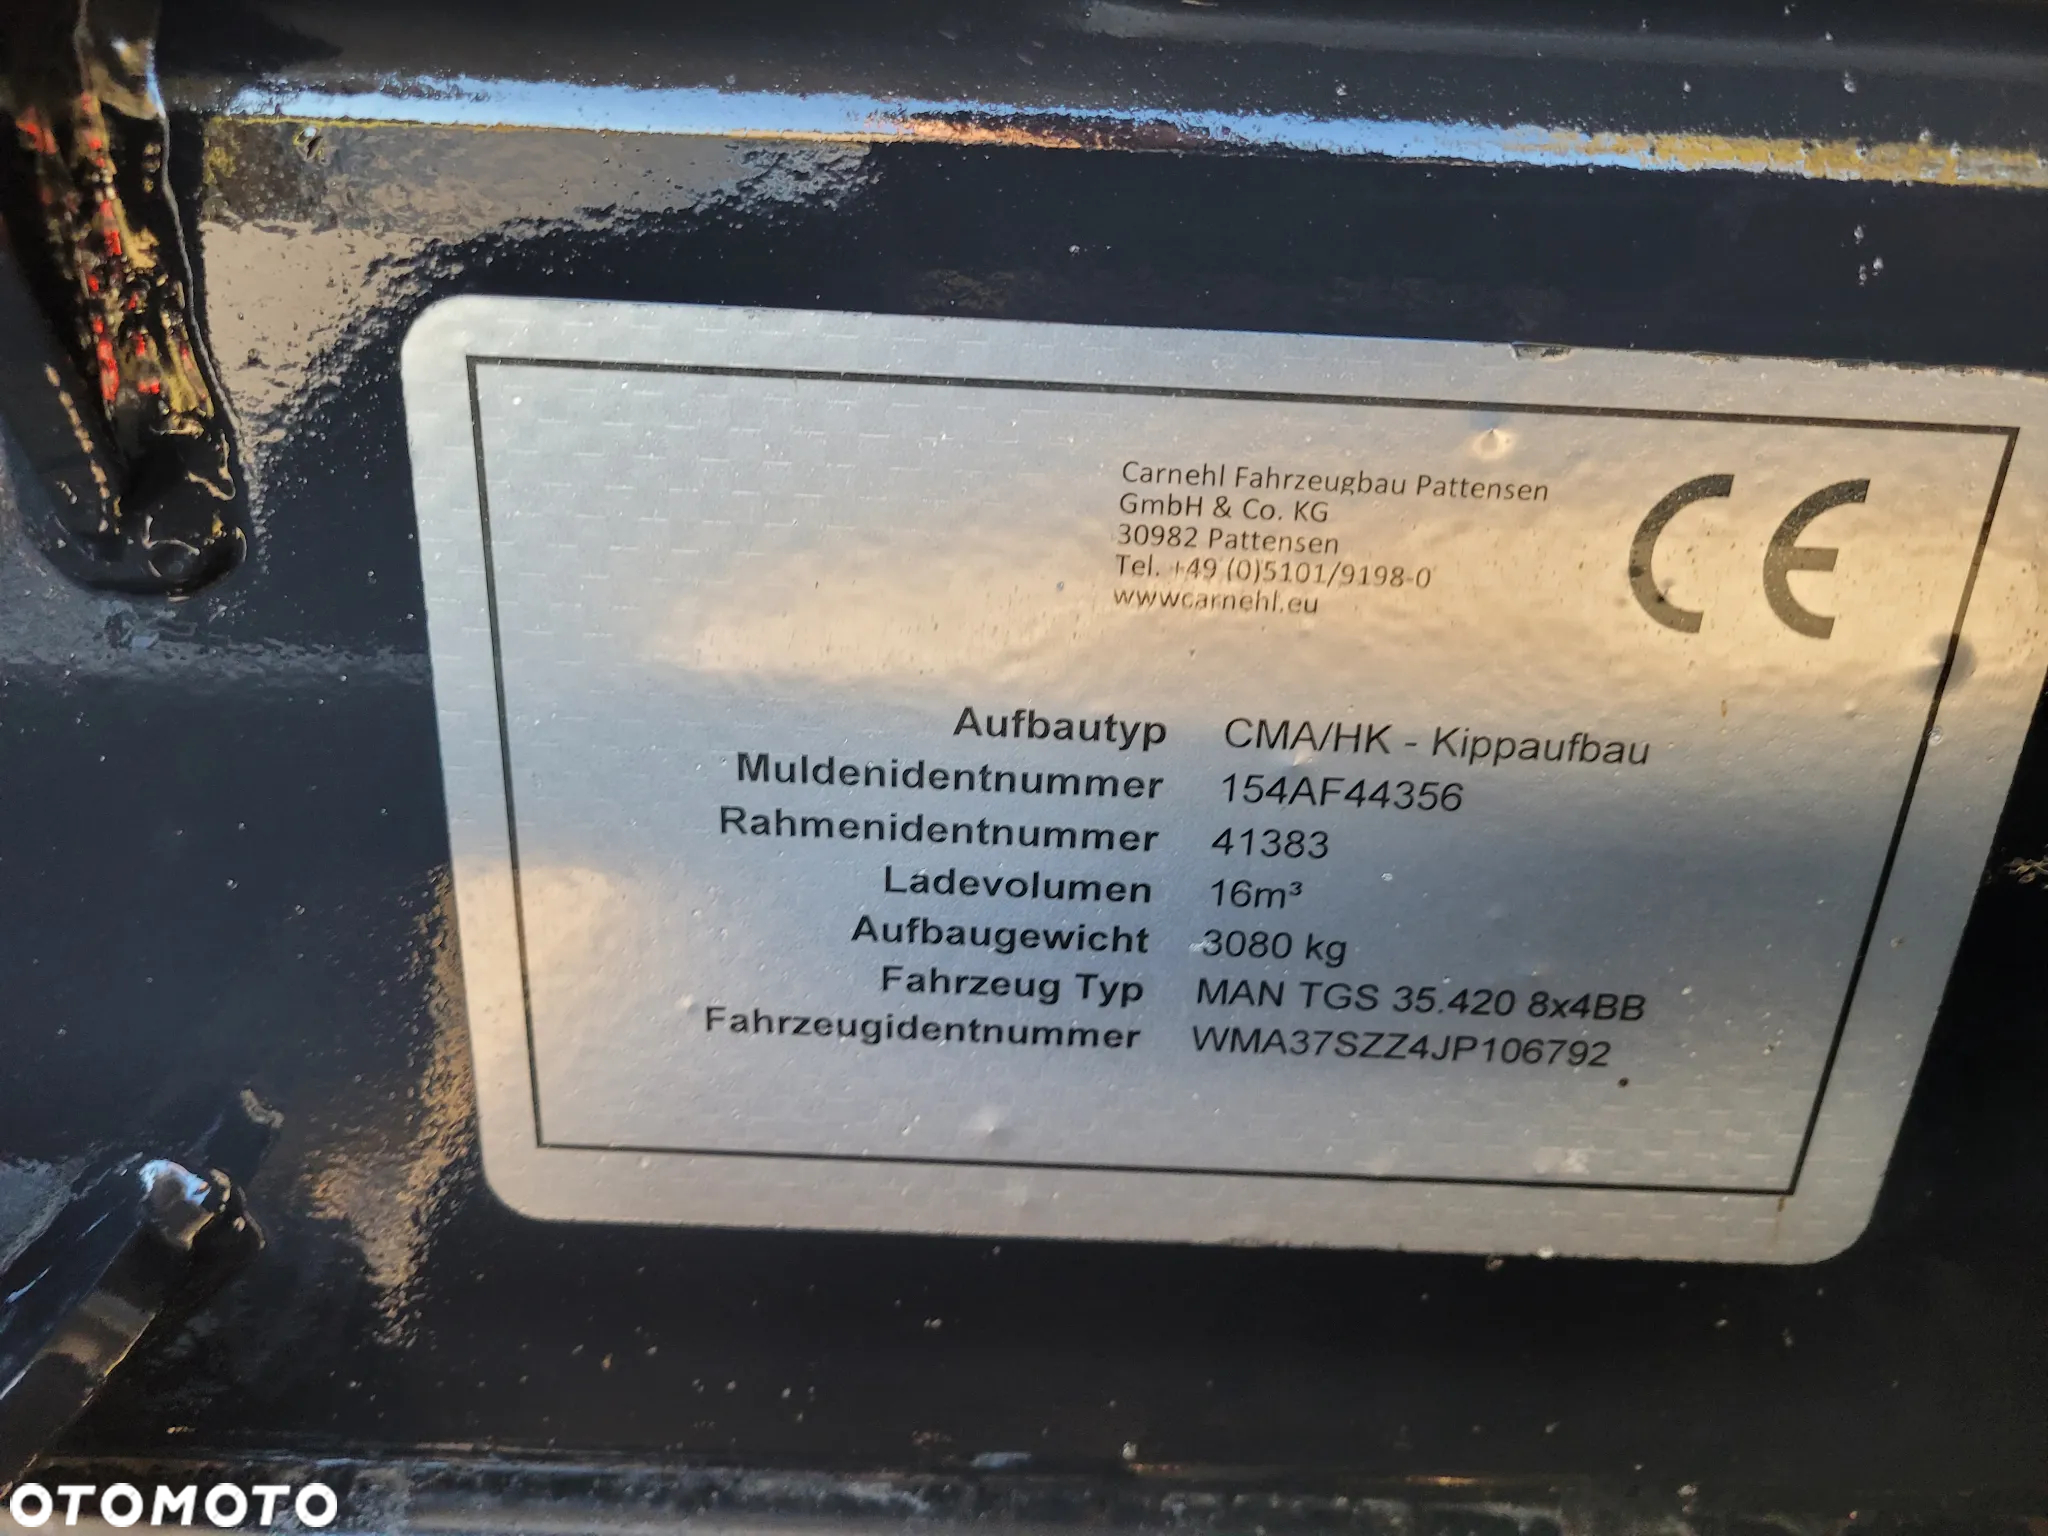 Carnehl Fahrzeugbau Pattensen
GmbH & Co. KG
30982 Pattensen
Tel. +49 (0)5101/9198-0
www.carnehl.eu
CE
Aufbautyp CMA/HK - Kippaufbau
Muldenidentnummer 154AF44356
Rahmenidentnummer 41383
Ladevolumen 16m³
Aufbaugewicht 3080 kg
Fahrzeug Typ MAN TGS 35.420 8x4BB
Fahrzeugidentnummer WMA37SZZ4JP106792
OTOMOTO